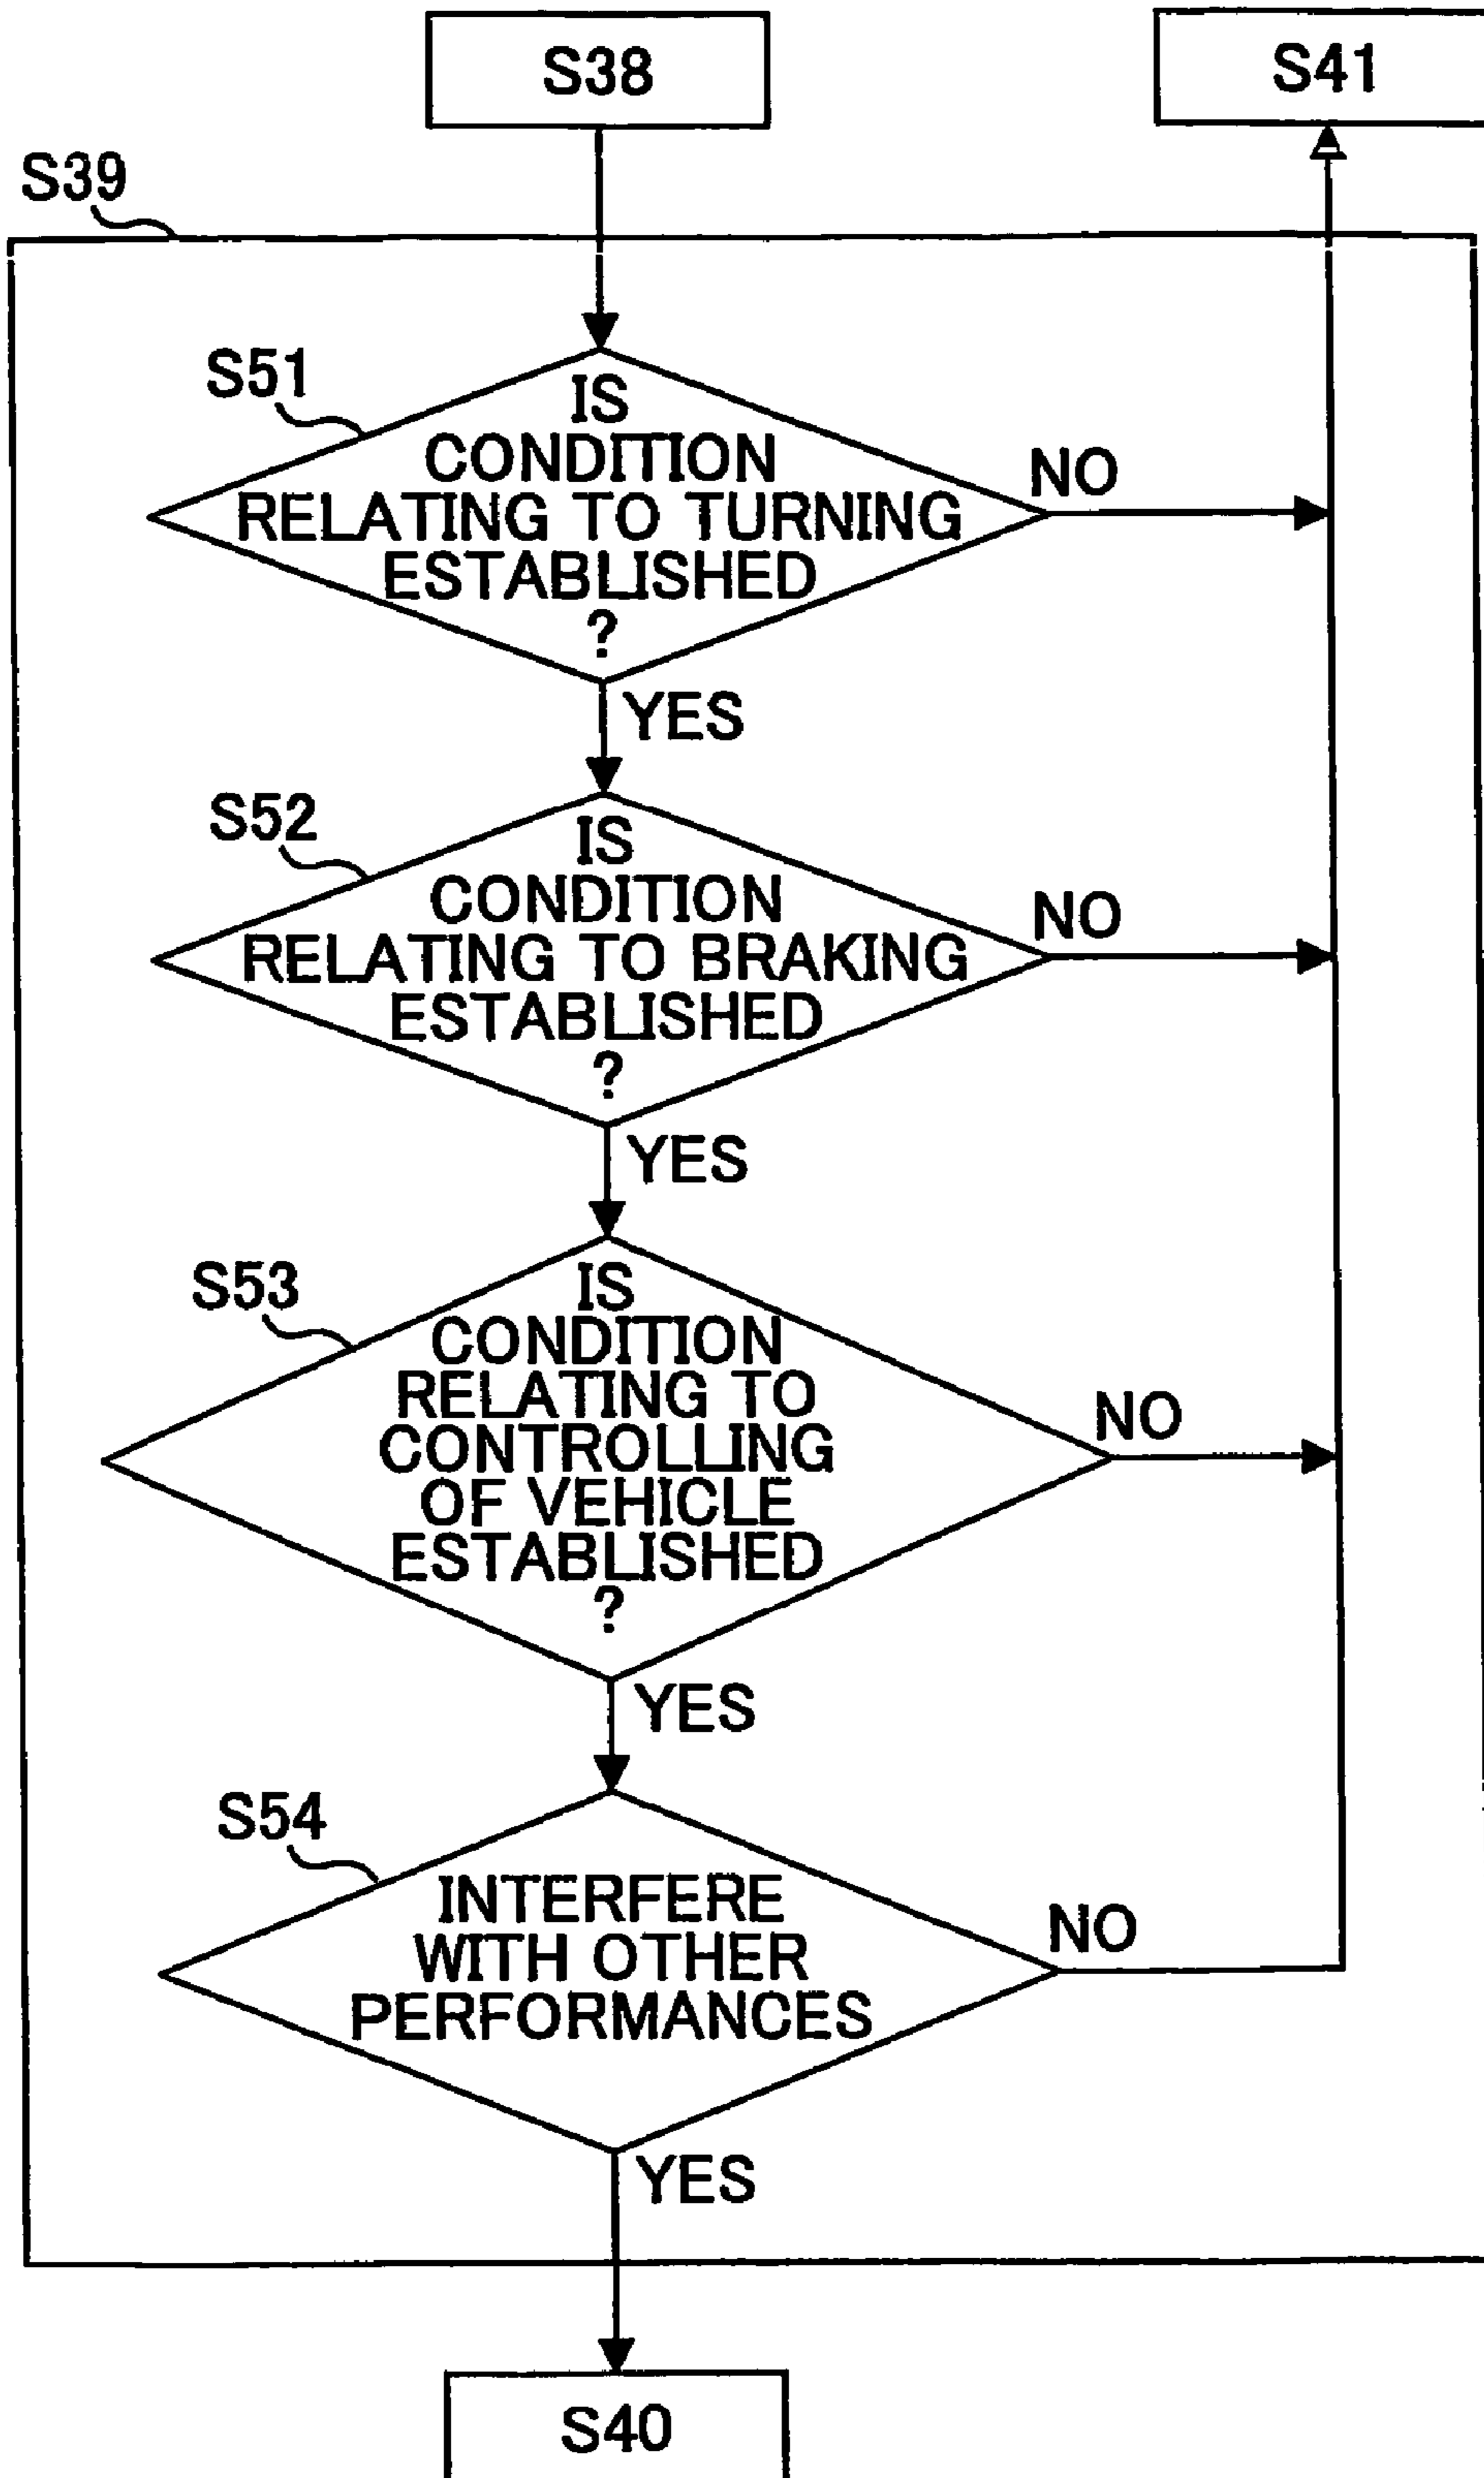 S38
S41
S39
S51
IS
CONDITION
RELATING TO TURNING
ESTABLISHED
?
NO
YES
S52
IS
CONDITION
RELATING TO BRAKING
ESTABLISHED
?
NO
YES
S53
IS
CONDITION
RELATING TO
CONTROLLING
OF VEHICLE
ESTABLISHED
?
NO
YES
S54
INTERFERE
WITH OTHER
PERFORMANCES
NO
YES
S40